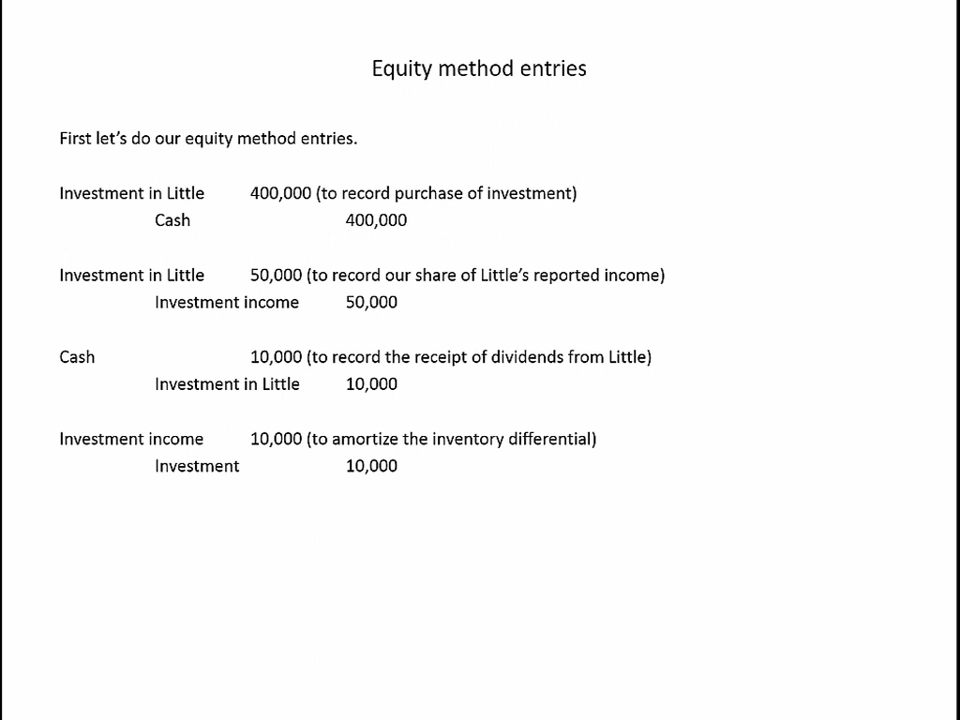 Equity method entries
First let's do our equity method entries.
Investment in Little 400,000 (to record purchase of investment)
Cash 400,000
Investment in Little 50,000 (to record our share of Little's reported income)
Investment income 50,000
Cash 10,000 (to record the receipt of dividends from Little)
Investment in Little 10,000
Investment income 10,000 (to amortize the inventory differential)
Investment 10,000